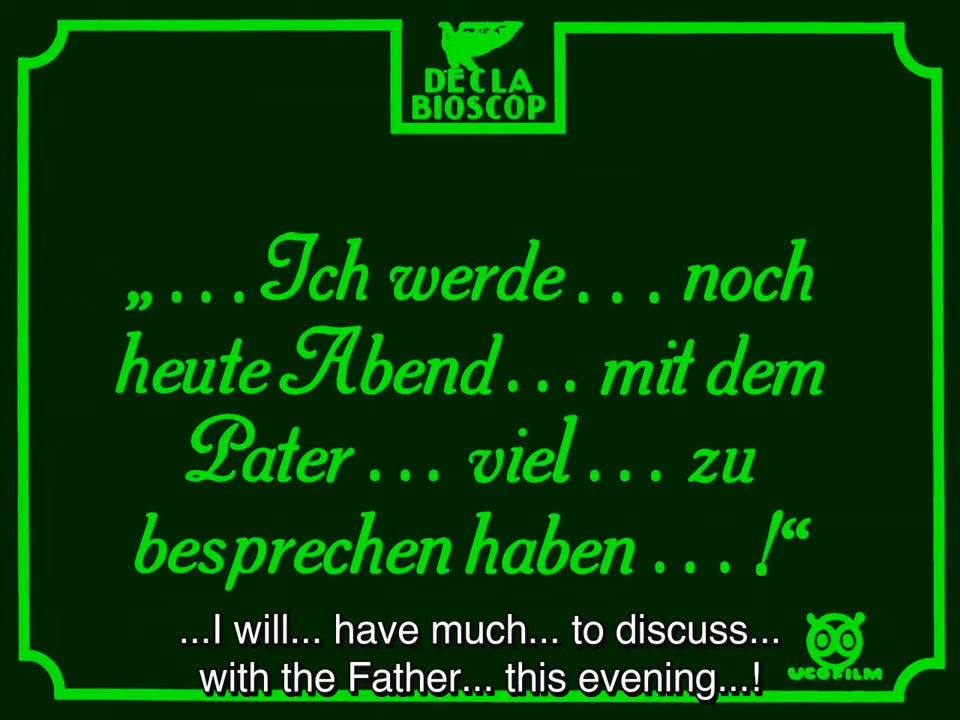 DECLA
BIOSCOP
„...Ich werde... noch
heute Abend... mit dem
Pater... viel... zu
besprechen haben ...!“
...I will... have much... to discuss...
with the Father... this evening...!
UCOFILM